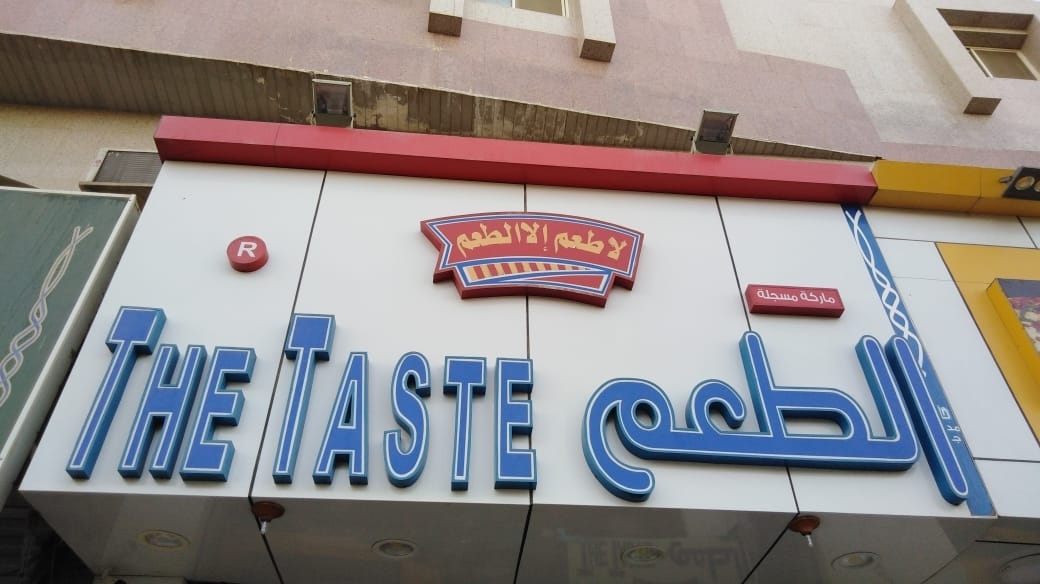 لا طعم إلا الطعم
®
ماركة مسجلة
THE TASTE الطعم